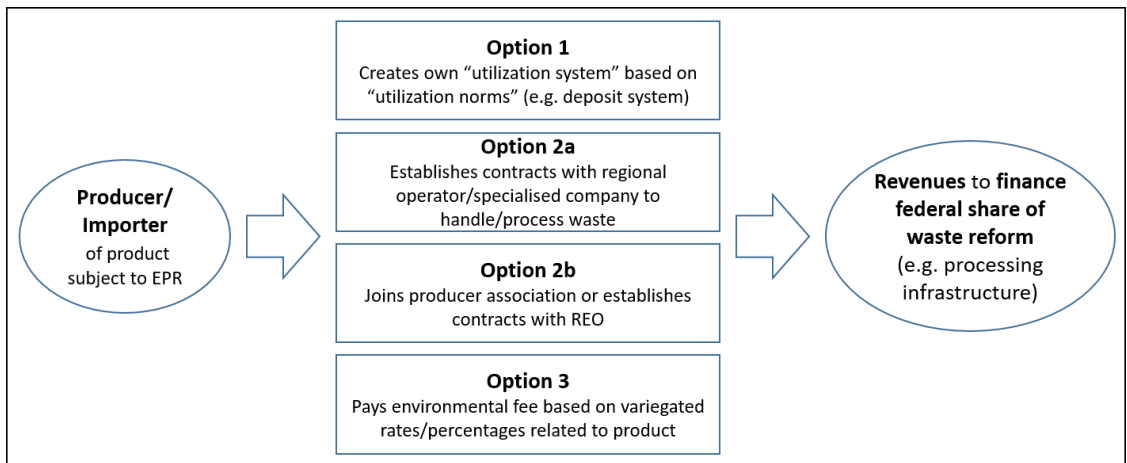 Producer/
Importer
of product
subject to EPR
Option 1
Creates own “utilization system” based on
“utilization norms” (e.g. deposit system)
Option 2a
Establishes contracts with regional
operator/specialised company to
handle/process waste
Option 2b
Joins producer association or establishes
contracts with REO
Option 3
Pays environmental fee based on variegated
rates/percentages related to product
Revenues to finance
federal share of
waste reform
(e.g. processing
infrastructure)